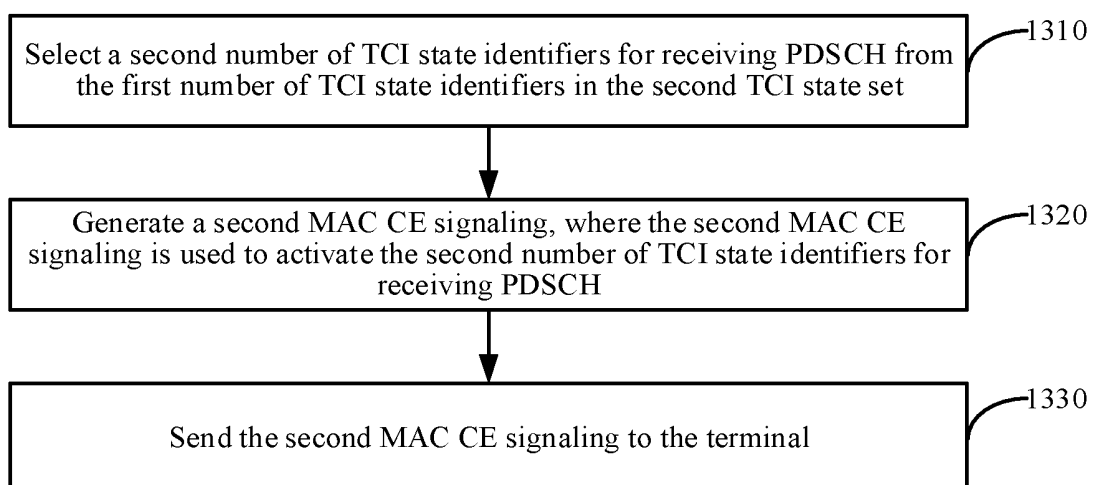 Select a second number of TCI state identifiers for receiving PDSCH from
the first number of TCI state identifiers in the second TCI state set
1310
Generate a second MAC CE signaling, where the second MAC CE
signaling is used to activate the second number of TCI state identifiers for
receiving PDSCH
1320
Send the second MAC CE signaling to the terminal
1330